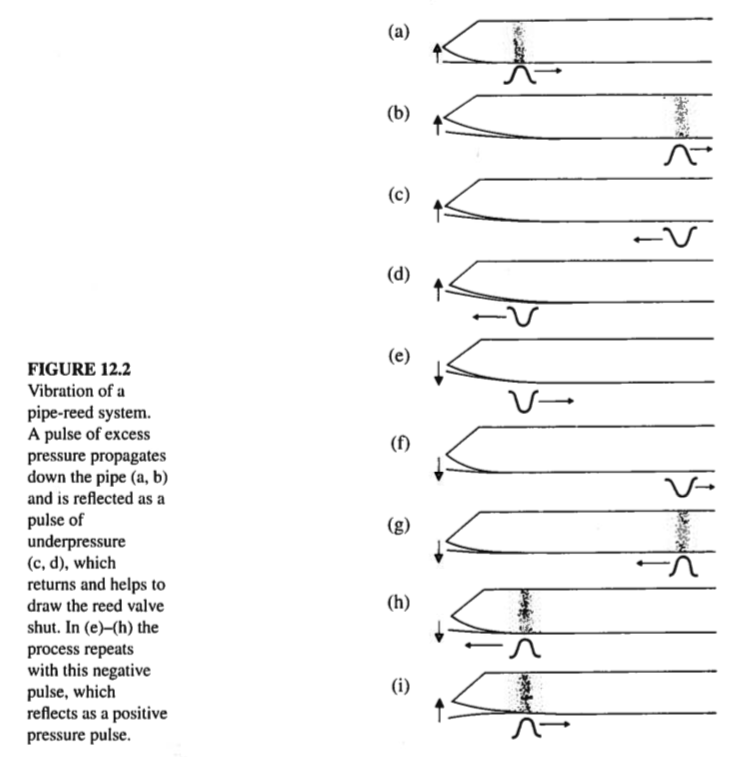 (a)
(b)
(c)
(d)
(e)
(f)
(g)
(h)
(i)
FIGURE 12.2
Vibration of a
pipe-reed system.
A pulse of excess
pressure propagates
down the pipe (a, b)
and is reflected as a
pulse of
underpressure
(c, d), which
returns and helps to
draw the reed valve
shut. In (e)–(h) the
process repeats
with this negative
pulse, which
reflects as a positive
pressure pulse.